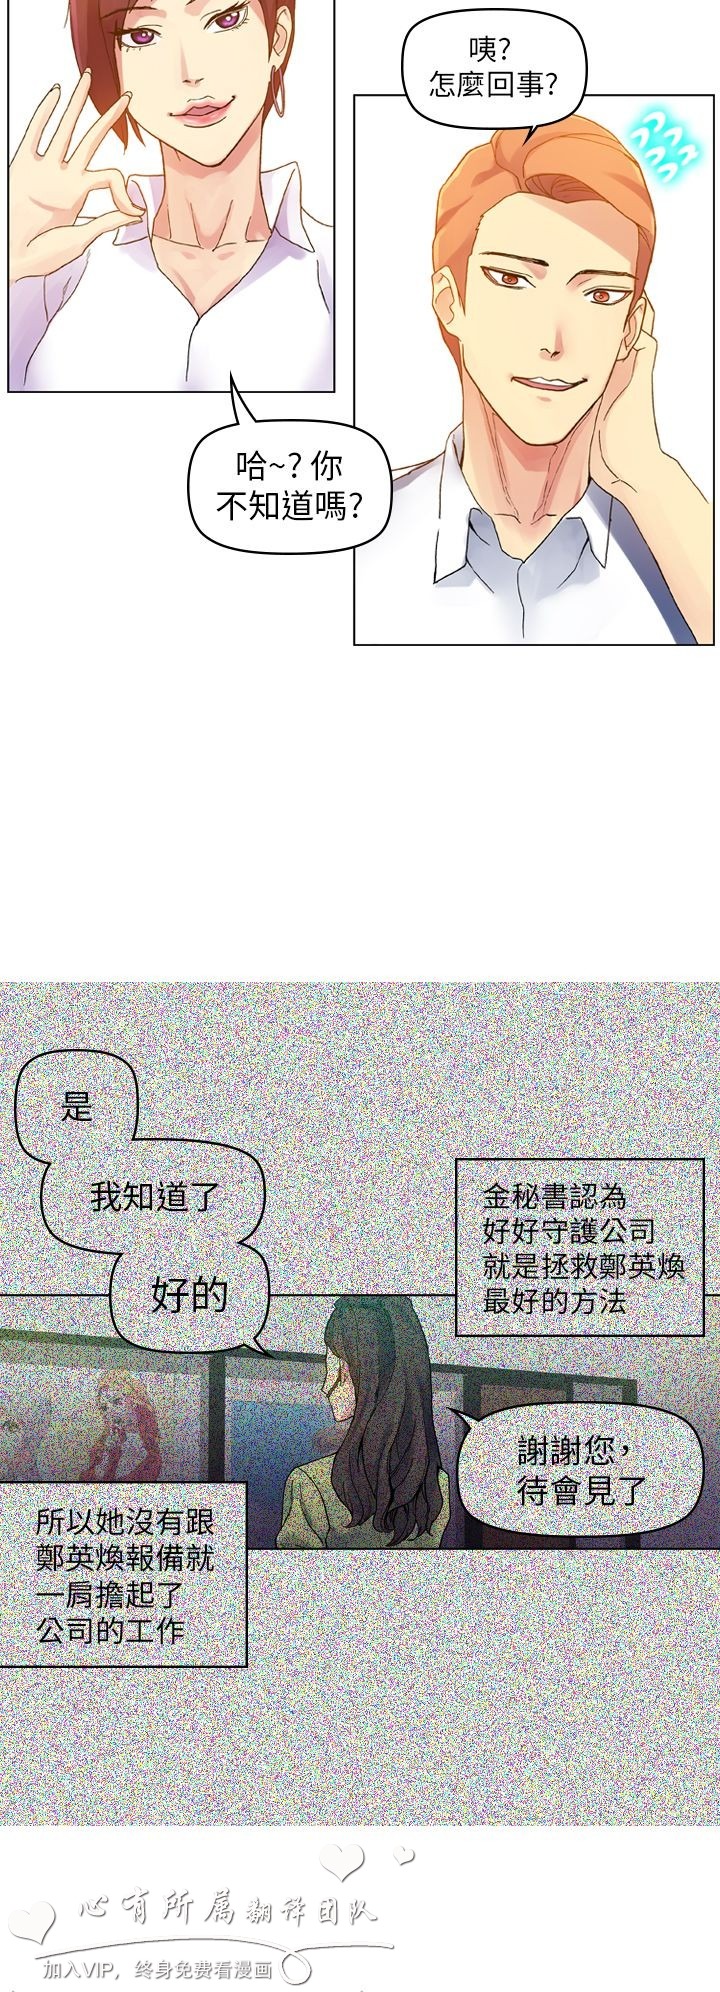 咦?
怎麼回事?
ㄱㄱ
ㄱㄱ
ㄱㄱ
哈~? 你
不知道嗎?
是
我知道了
好的
金秘書認為
好好守護公司
就是拯救鄭英煥
最好的方法
謝謝您,
待會見了
所以她沒有跟
鄭英煥報備就
一肩擔起了
公司的工作
心有所属翻译团队
加入VIP，终身免费看漫画